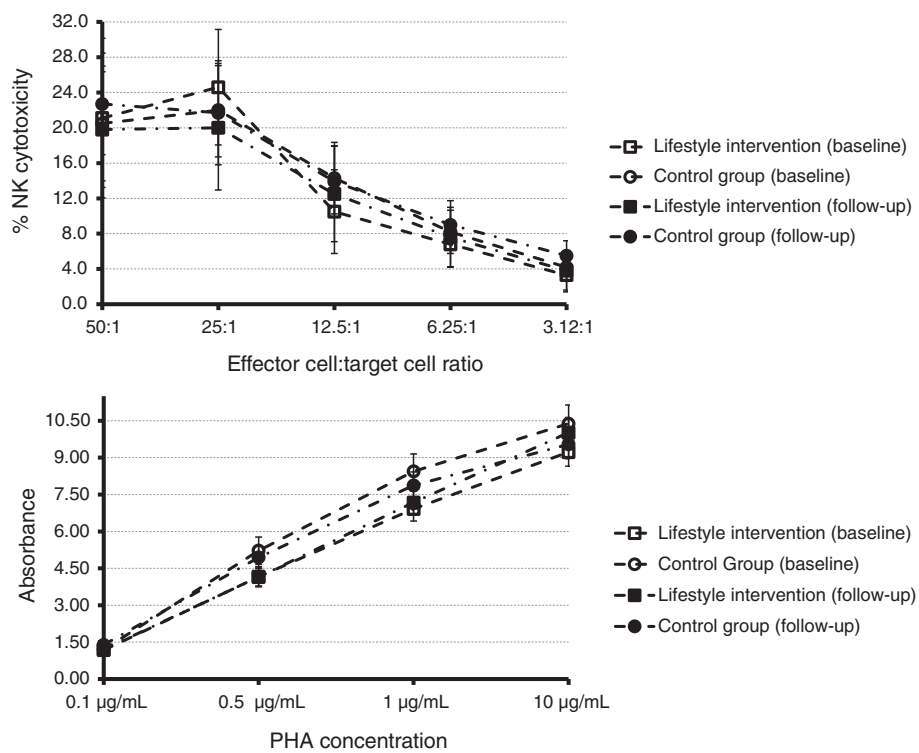 32.0
28.0
24.0
20.0
16.0
12.0
8.0
4.0
0.0
% NK cytotoxicity
50:1 25:1 12.5:1 6.25:1 3.12:1
Effector cell:target cell ratio
Lifestyle intervention (baseline)
Control group (baseline)
Lifestyle intervention (follow-up)
Control group (follow-up)
10.50
9.00
7.50
6.00
4.50
3.00
1.50
0.00
Absorbance
0.1 µg/mL 0.5 µg/mL 1 µg/mL 10 µg/mL
PHA concentration
Lifestyle intervention (baseline)
Control Group (baseline)
Lifestyle intervention (follow-up)
Control group (follow-up)